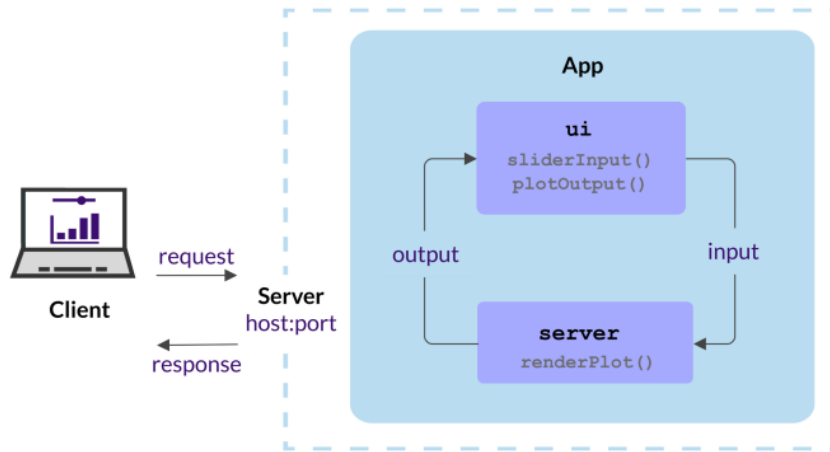 App
ui
sliderInput()
plotOutput()
output
input
server
renderPlot()
request
Client
Server
host:port
response